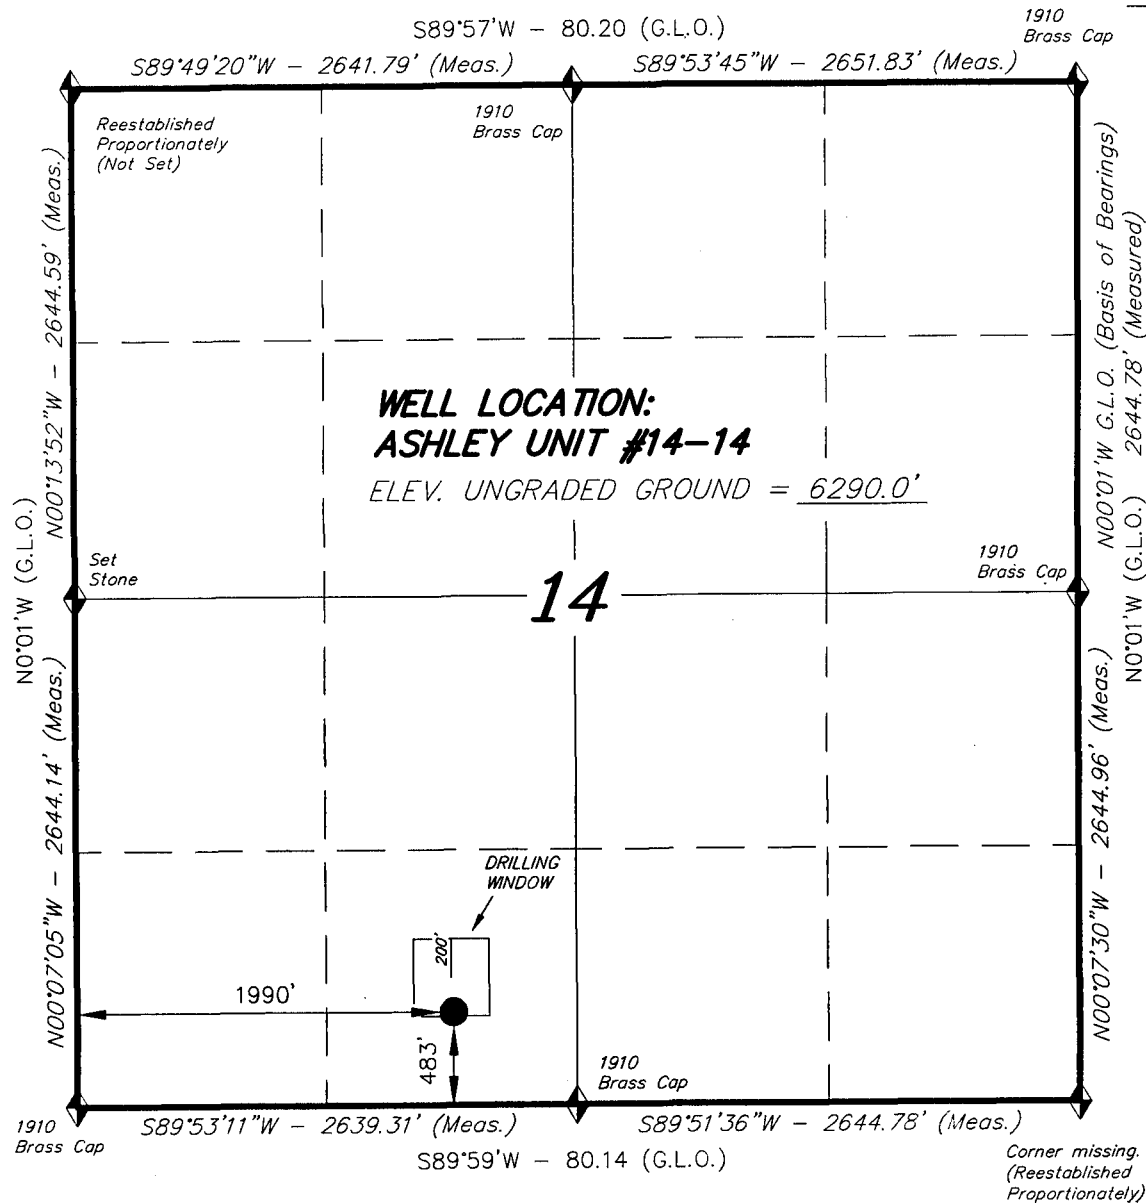 S89°57'W - 80.20 (G.L.O.)
1910
Brass Cap
S89°49'20"W - 2641.79' (Meas.)
S89°53'45"W - 2651.83' (Meas.)
Reestablished
Proportionately
(Not Set)
1910
Brass Cap
N00°13'52"W - 2644.59' (Meas.)
N00°01'W G.L.O. (Basis of Bearings)
2644.78' (Measured)
WELL LOCATION:
ASHLEY UNIT #14-14
ELEV. UNGRADED GROUND = 6290.0'
N0°01'W (G.L.O.)
Set
Stone
1910
Brass Cap
14
N0°01'W (G.L.O.)
N00°07'05"W - 2644.14' (Meas.)
N00°07'30"W - 2644.96' (Meas.)
DRILLING
WINDOW
200'
1990'
483'
1910
Brass Cap
1910
Brass Cap
S89°53'11"W - 2639.31' (Meas.)
S89°51'36"W - 2644.78' (Meas.)
S89°59'W - 80.14 (G.L.O.)
Corner missing.
(Reestablished
Proportionately)